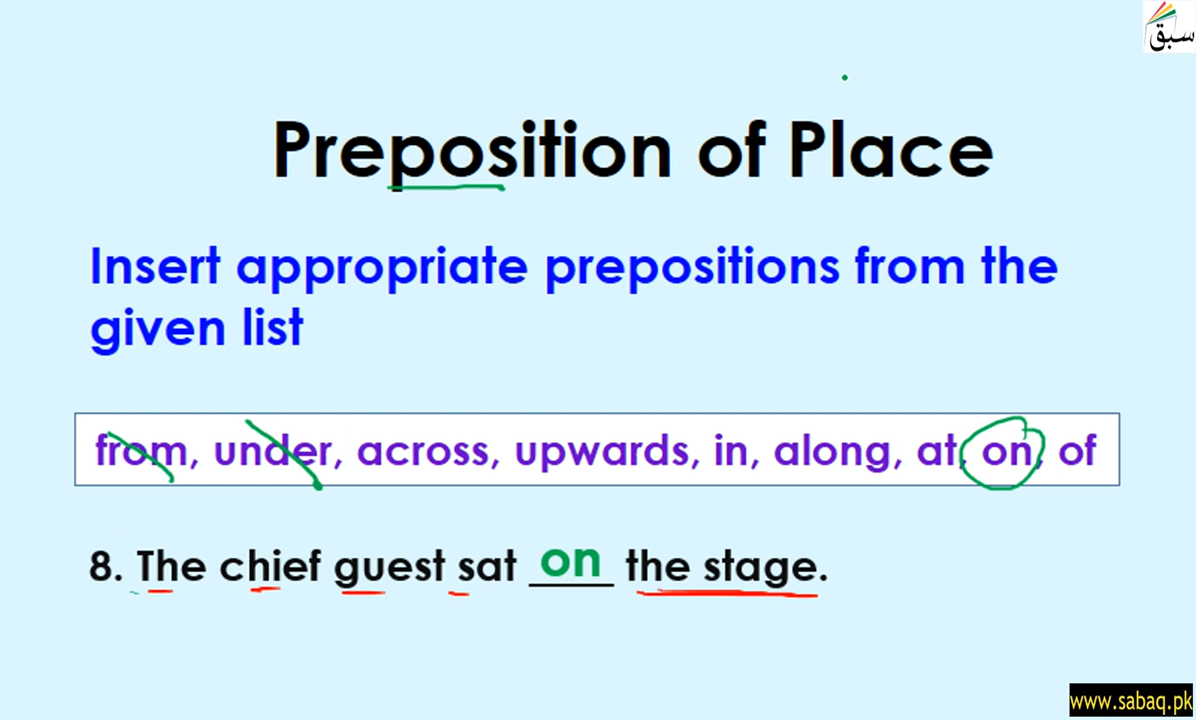 سبق
Preposition of Place
Insert appropriate prepositions from the
given list
from, under, across, upwards, in, along, at, on, of
8. The chief guest sat on the stage.
www.sabaq.pk